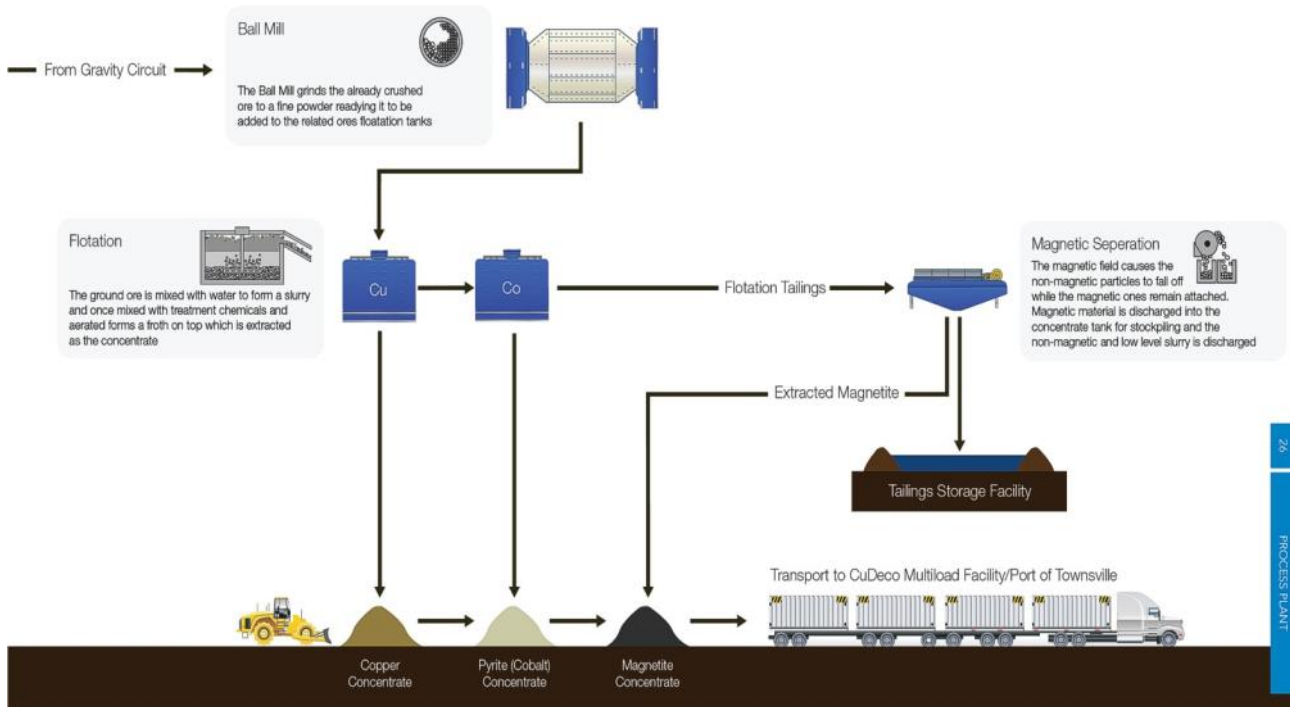 Ball Mill
From Gravity Circuit
The Ball Mill grinds the already crushed
ore to a fine powder readying it to be
added to the related ores floatation tanks
Flotation
The ground ore is mixed with water to form a slurry
and once mixed with treatment chemicals and
aerated forms a froth on top which is extracted
as the concentrate
Cu
Co
Flotation Tailings
Magnetic Seperation
The magnetic field causes the
non-magnetic particles to fall off
while the magnetic ones remain attached.
Magnetic material is discharged into the
concentrate tank for stockpiling and the
non-magnetic and low level slurry is discharged
Extracted Magnetite
Tailings Storage Facility
26
PROCESS PLANT
Transport to CuDeco Multiload Facility/Port of Townsville
Copper
Concentrate
Pyrite (Cobalt)
Concentrate
Magnetite
Concentrate